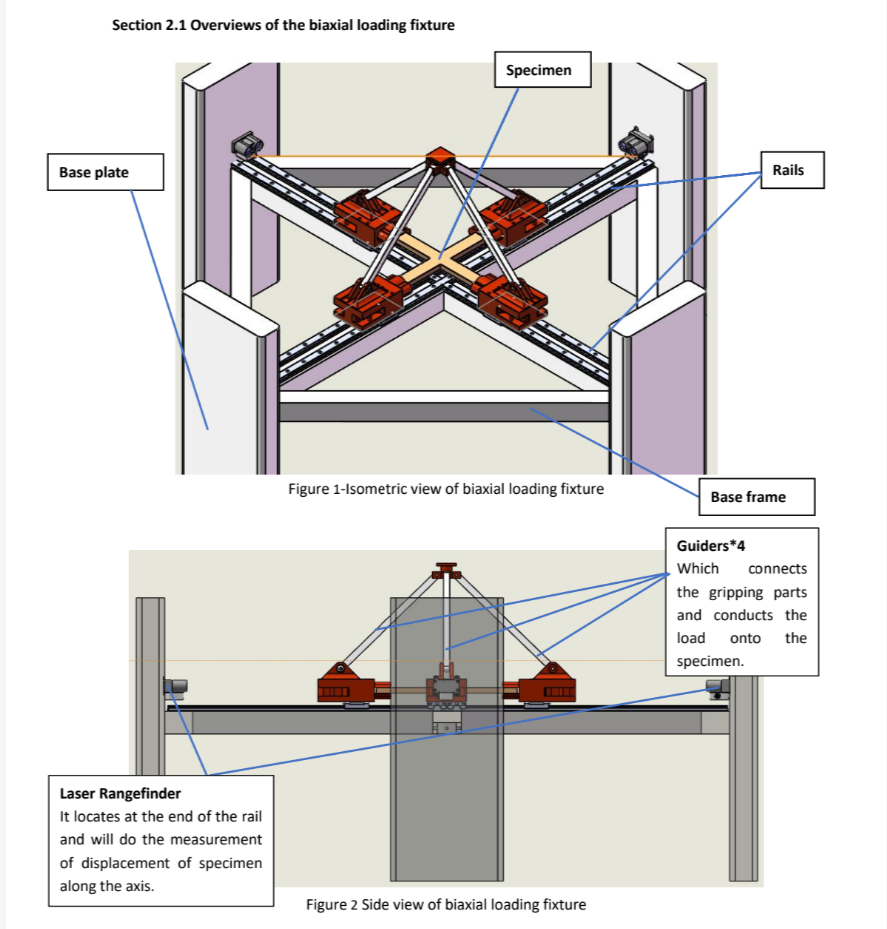 Section 2.1 Overviews of the biaxial loading fixture
Specimen
Base plate
Rails
Figure 1-Isometric view of biaxial loading fixture
Base frame
Guiders*4
Which connects
the gripping parts
and conducts the
load onto the
specimen.
Laser Rangefinder
It locates at the end of the rail
and will do the measurement
of displacement of specimen
along the axis.
Figure 2 Side view of biaxial loading fixture